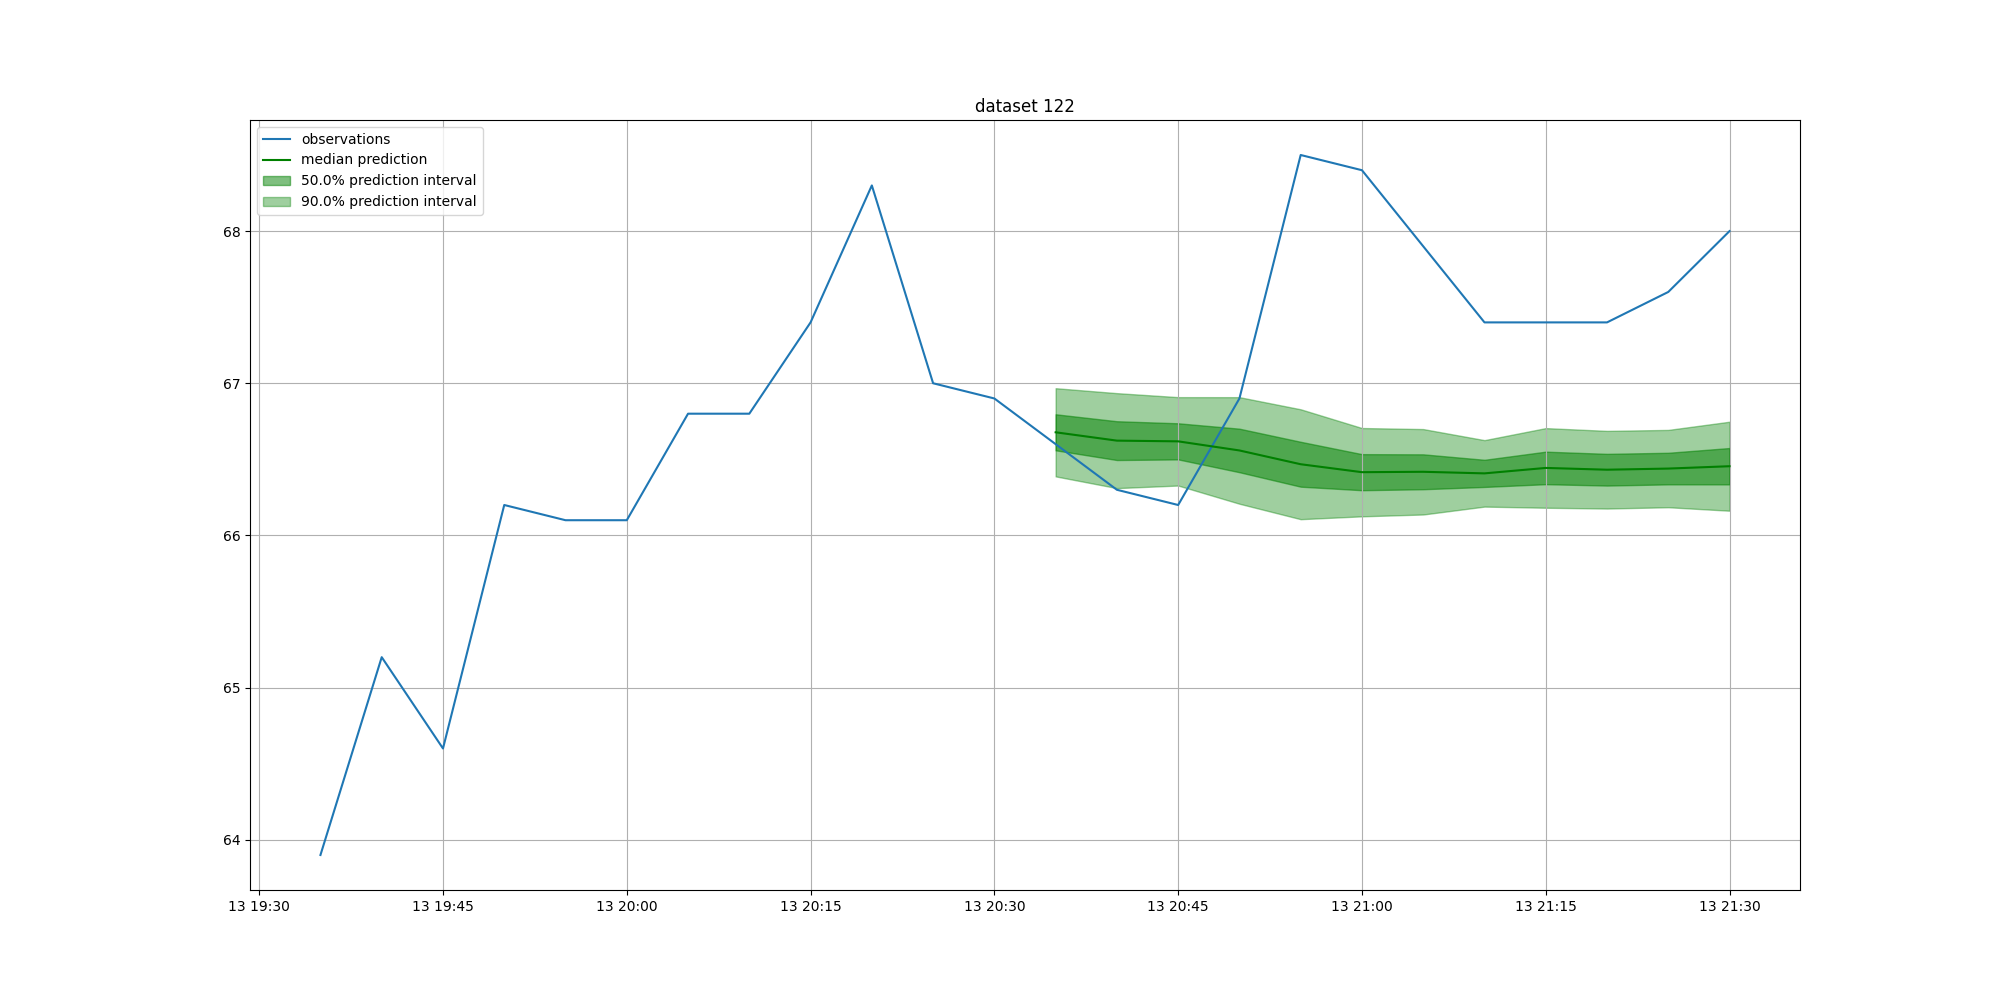 dataset 122
observations
median prediction
50.0% prediction interval
90.0% prediction interval
68
67
66
65
64
13 19:30 13 19:45 13 20:00 13 20:15 13 20:30 13 20:45 13 21:00 13 21:15 13 21:30